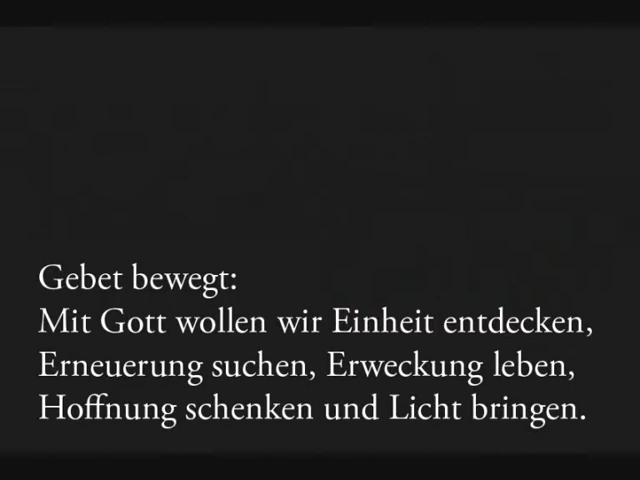 Gebet bewegt:
Mit Gott wollen wir Einheit entdecken,
Erneuerung suchen, Erweckung leben,
Hoffnung schenken und Licht bringen.